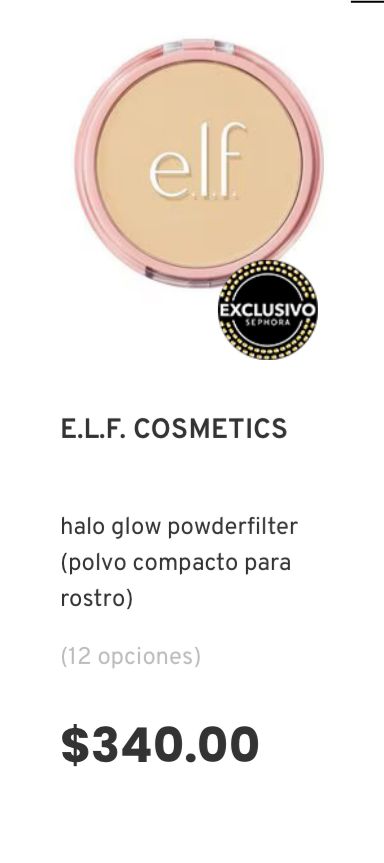 e.l.f.
EXCLUSIVO
SEPHORA
E.L.F. COSMETICS
halo glow powderfilter
(polvo compacto para
rostro)
(12 opciones)
$340.00